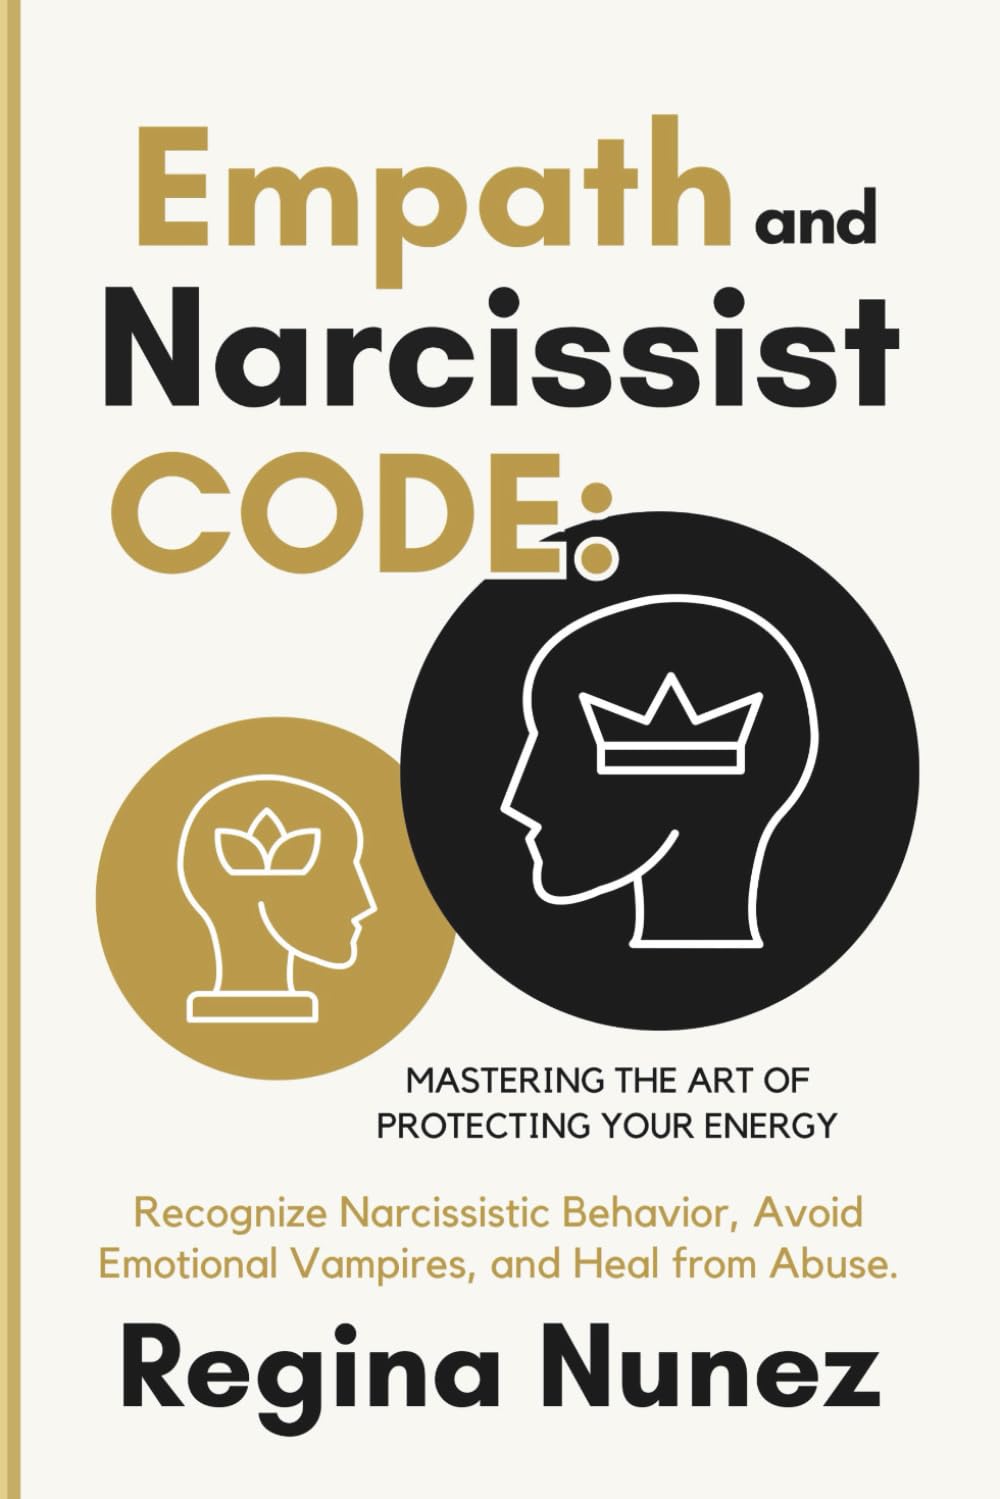 Empath and
Narcissist
CODE:
MASTERING THE ART OF
PROTECTING YOUR ENERGY
Recognize Narcissistic Behavior, Avoid
Emotional Vampires, and Heal from Abuse.
Regina Nunez